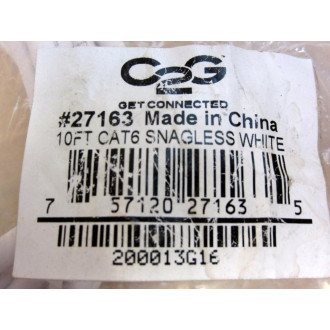 C2G
GET CONNECTED
#27163 Made in China
10FT CAT6 SNAGLESS WHITE
7 57120 27163 5
200013G16